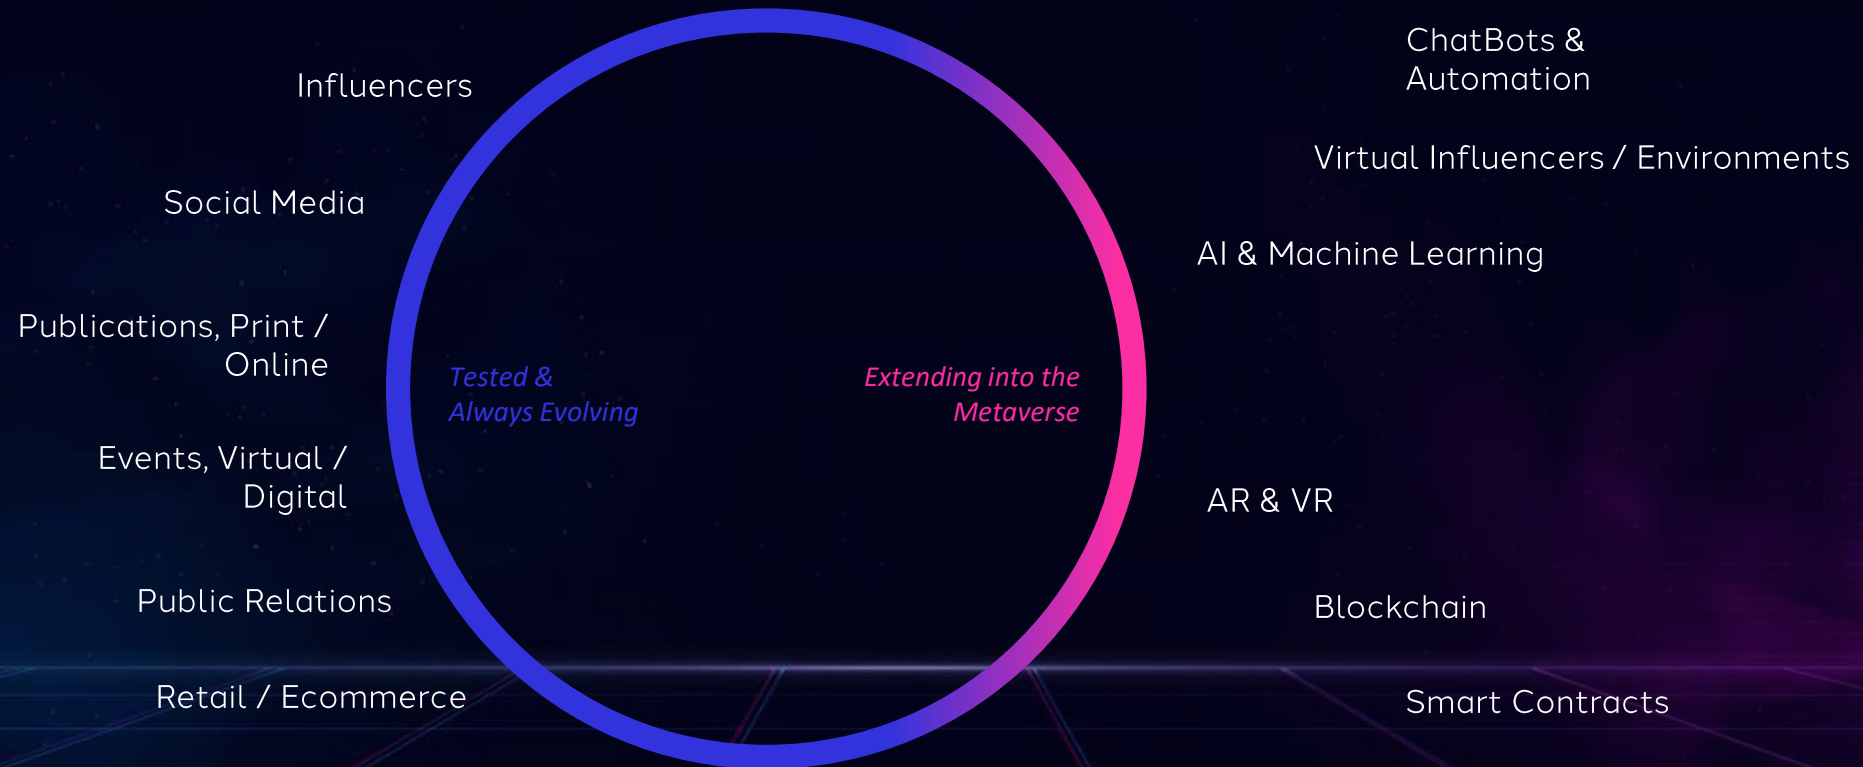 Influencers
Social Media
Publications, Print /
Online
Events, Virtual /
Digital
Public Relations
Retail / Ecommerce
Tested &
Always Evolving
Extending into the
Metaverse
ChatBots &
Automation
Virtual Influencers / Environments
AI & Machine Learning
AR & VR
Blockchain
Smart Contracts